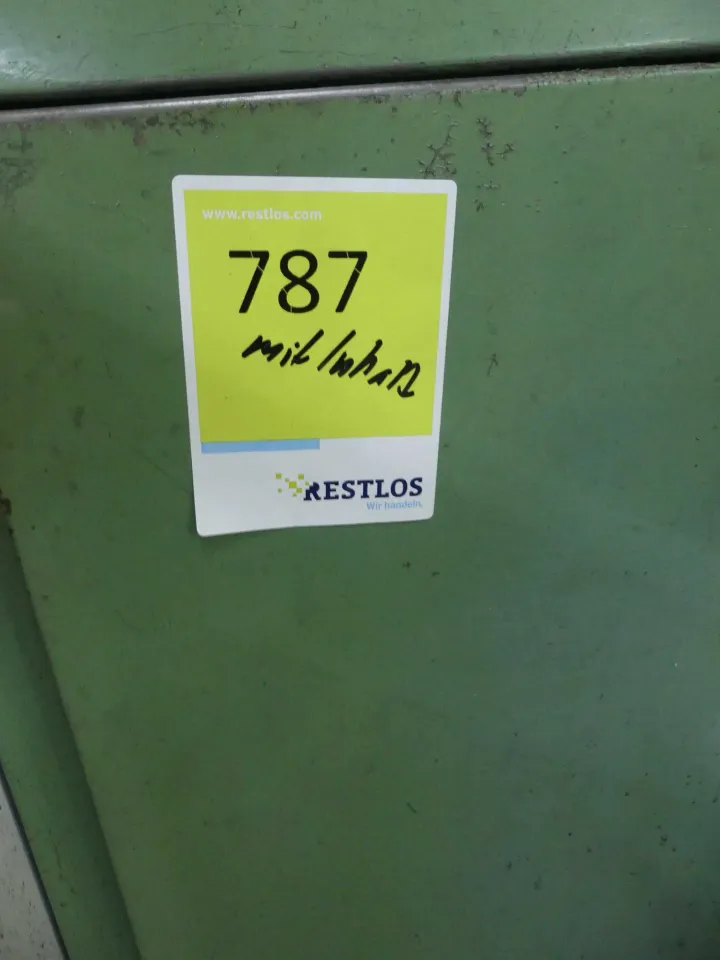 www.restlos.com
787
mit Inhalt
RESTLOS
Wir handeln.